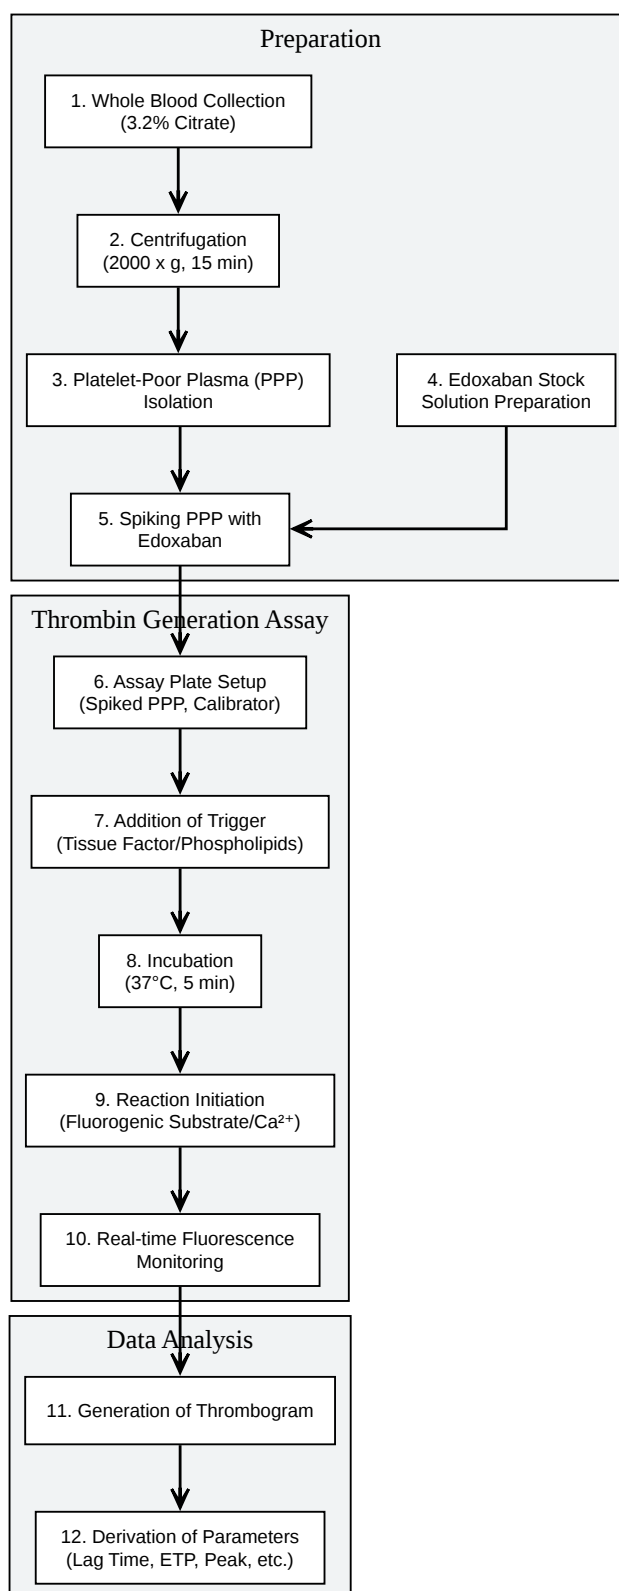 Preparation
1. Whole Blood Collection
(3.2% Citrate)
2. Centrifugation
(2000 x g, 15 min)
3. Platelet-Poor Plasma (PPP)
Isolation
4. Edoxaban Stock
Solution Preparation
5. Spiking PPP with
Edoxaban
Thrombin Generation Assay
6. Assay Plate Setup
(Spiked PPP, Calibrator)
7. Addition of Trigger
(Tissue Factor/Phospholipids)
8. Incubation
(37°C, 5 min)
9. Reaction Initiation
(Fluorogenic Substrate/Ca²⁺)
10. Real-time Fluorescence
Monitoring
Data Analysis
11. Generation of Thrombogram
12. Derivation of Parameters
(Lag Time, ETP, Peak, etc.)